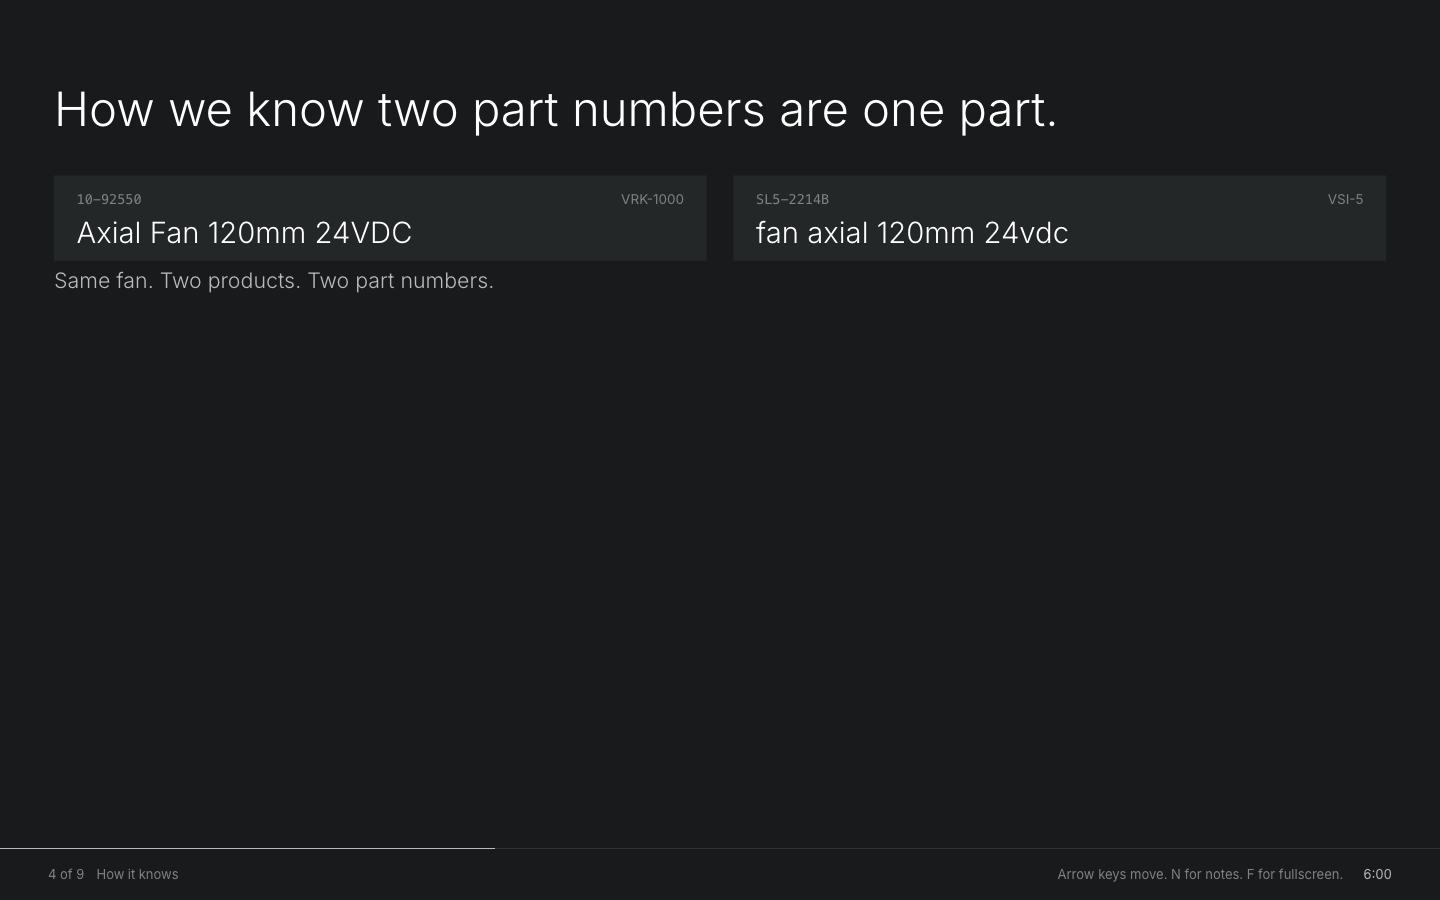 How we know two part numbers are one part.
10–92550 VRK-1000
Axial Fan 120mm 24VDC
SL5–2214B VSI-5
fan axial 120mm 24vdc
Same fan. Two products. Two part numbers.
4 of 9 How it knows
Arrow keys move. N for notes. F for fullscreen. 6:00